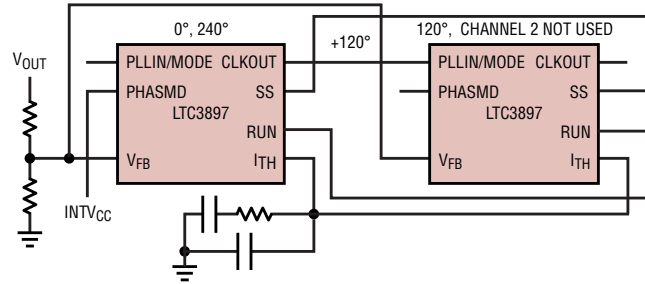 0°, 240°
+120°
120°, CHANNEL 2 NOT USED
VOUT
PLLIN/MODE CLKOUT
PHASMD SS
LTC3897
RUN
VFB ITH
INTVCC
PLLIN/MODE CLKOUT
PHASMD SS
LTC3897
RUN
VFB ITH